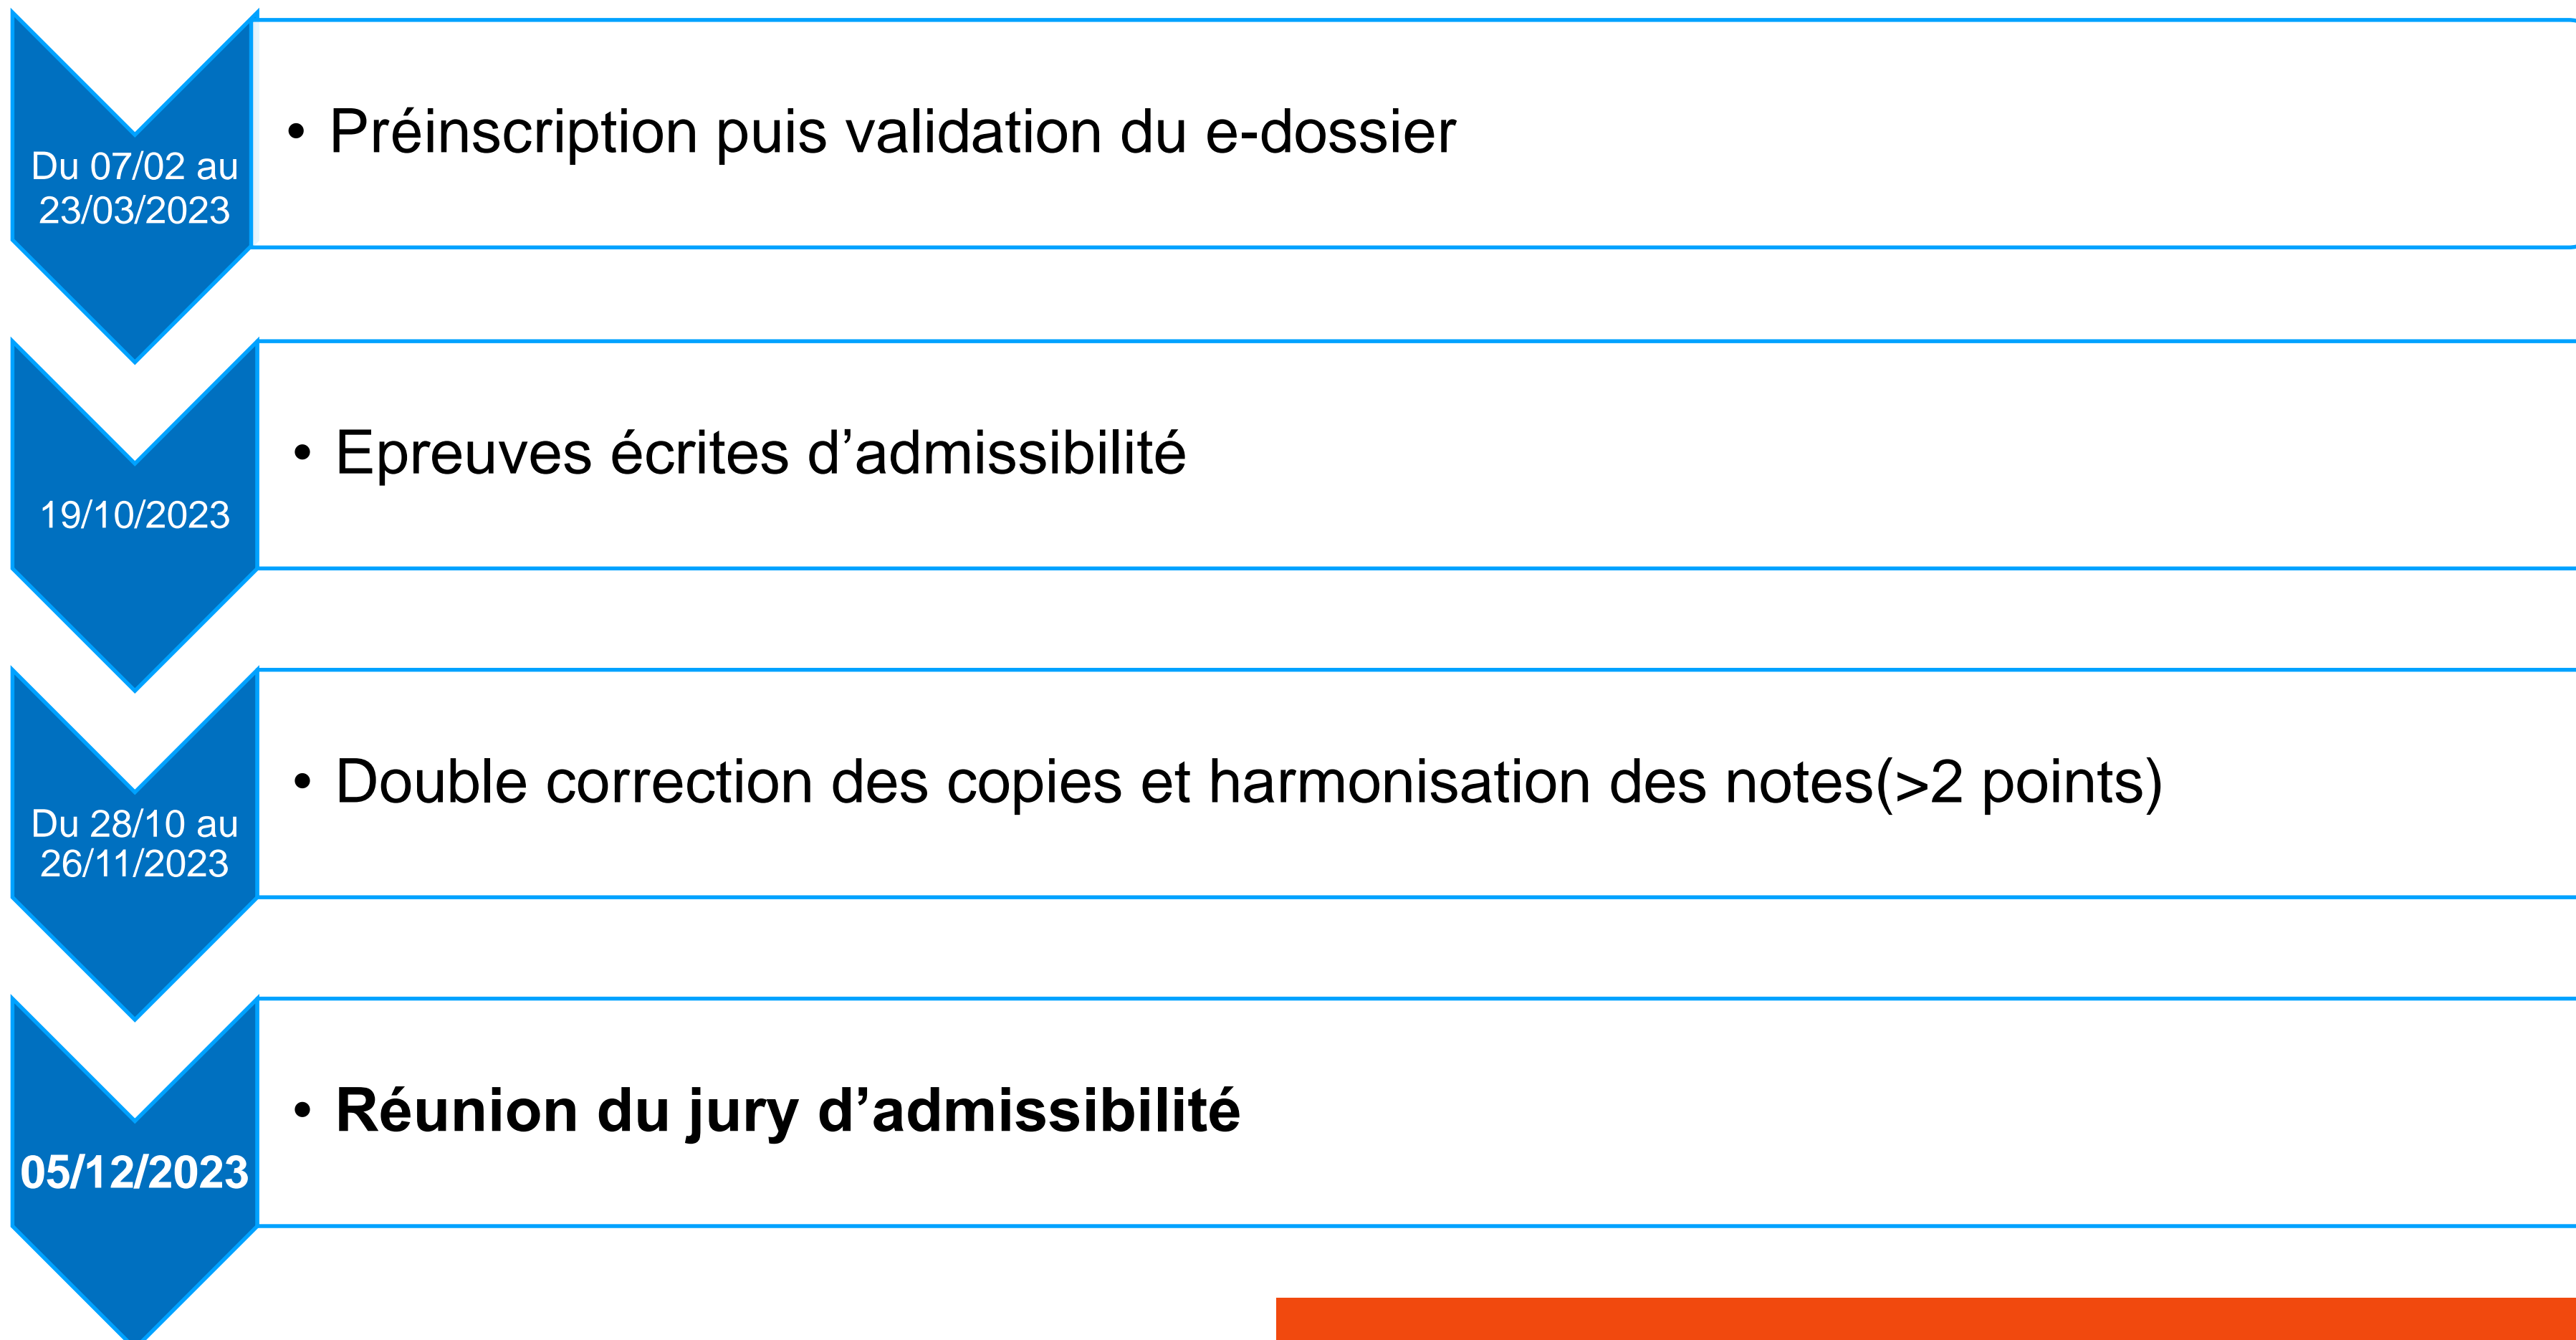 Du 07/02 au
23/03/2023
• Préinscription puis validation du e-dossier
19/10/2023
• Epreuves écrites d’admissibilité
Du 28/10 au
26/11/2023
• Double correction des copies et harmonisation des notes(>2 points)
05/12/2023
• Réunion du jury d’admissibilité